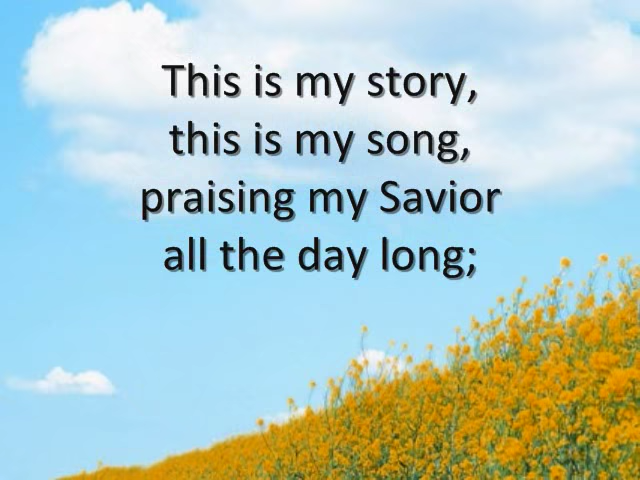 This is my story,
this is my song,
praising my Savior
all the day long;